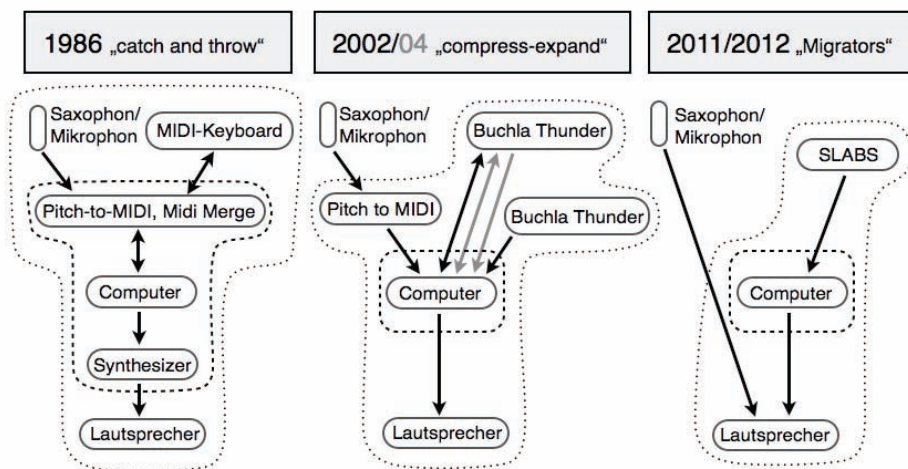 1986 „catch and throw“
Saxophon/
Mikrophon
MIDI-Keyboard
Pitch-to-MIDI, Midi Merge
Computer
Synthesizer
Lautsprecher
2002/04 „compress-expand“
Saxophon/
Mikrophon
Buchla Thunder
Pitch to MIDI
Buchla Thunder
Computer
Lautsprecher
2011/2012 „Migrators“
Saxophon/
Mikrophon
SLABS
Computer
Lautsprecher